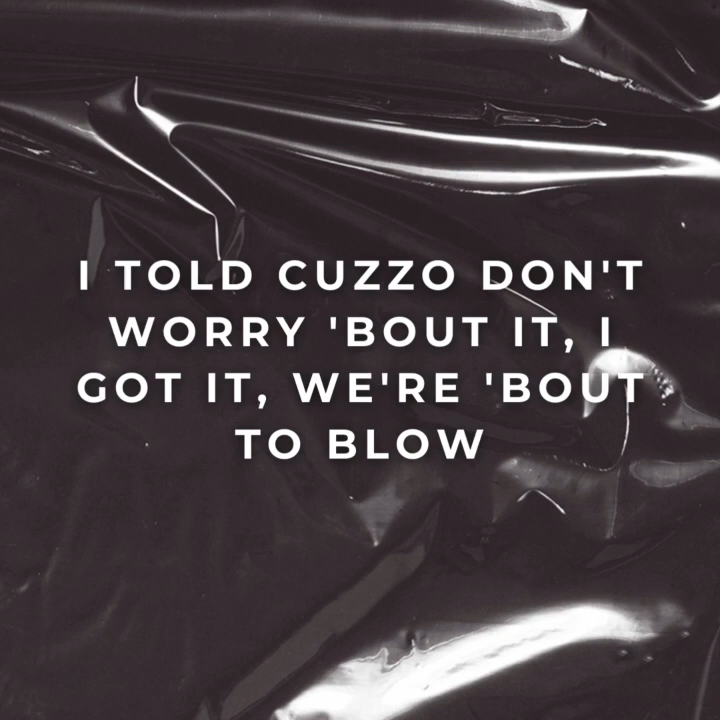 I TOLD CUZZO DON'T
WORRY 'BOUT IT, I
GOT IT, WE'RE 'BOUT
TO BLOW